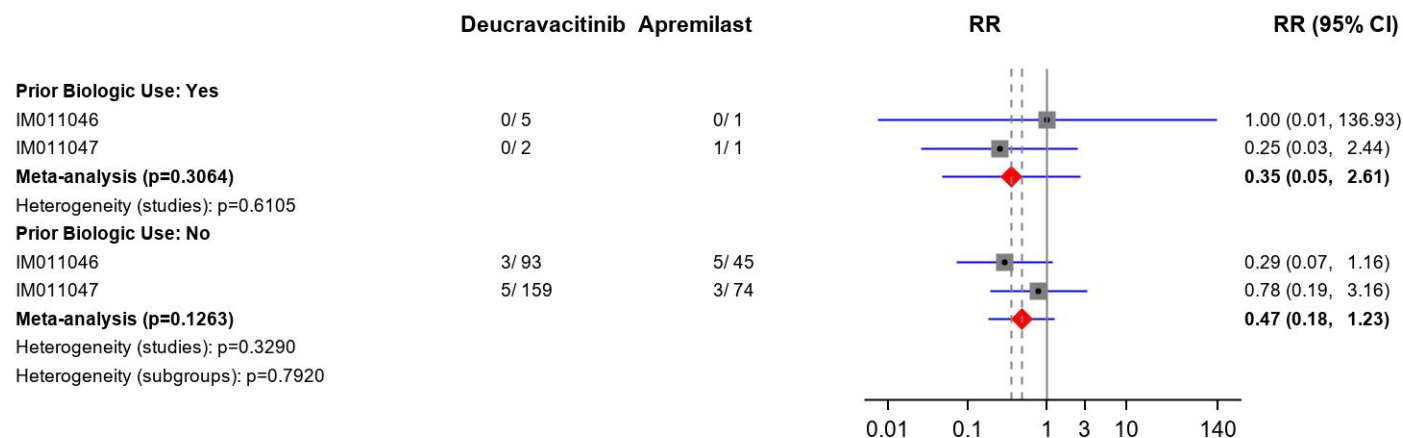 Deucravacitinib Apremilast RR RR (95% CI)
Prior Biologic Use: Yes
IM011046 0/ 5 0/ 1 1.00 (0.01, 136.93)
IM011047 0/ 2 1/ 1 0.25 (0.03, 2.44)
Meta-analysis (p=0.3064) 0.35 (0.05, 2.61)
Heterogeneity (studies): p=0.6105
Prior Biologic Use: No
IM011046 3/ 93 5/ 45 0.29 (0.07, 1.16)
IM011047 5/ 159 3/ 74 0.78 (0.19, 3.16)
Meta-analysis (p=0.1263) 0.47 (0.18, 1.23)
Heterogeneity (studies): p=0.3290
Heterogeneity (subgroups): p=0.7920
0.01 0.1 1 3 10 140